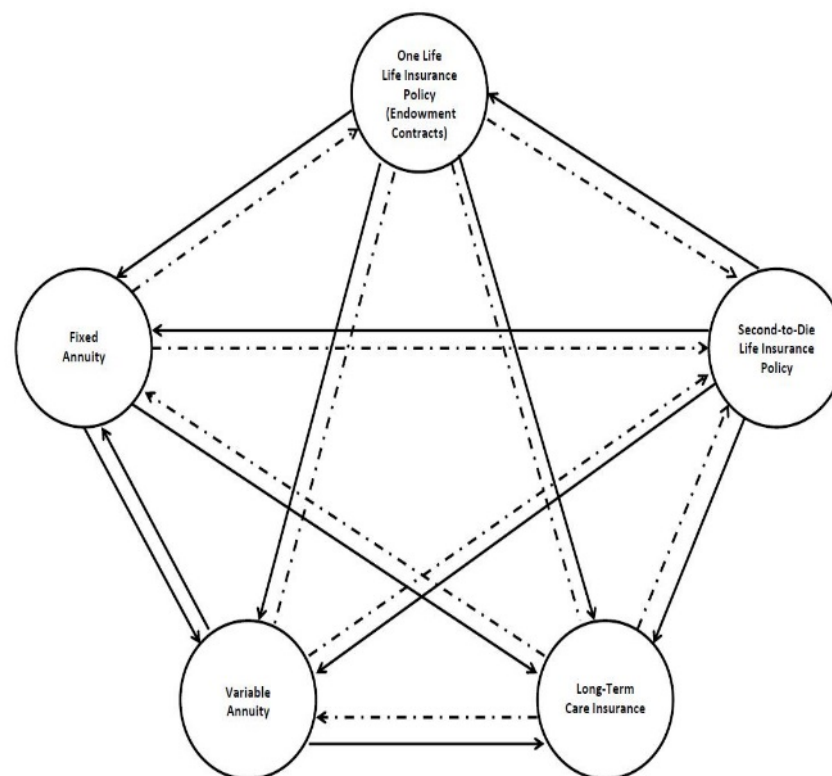 One Life
Life Insurance
Policy
(Endowment
Contracts)
Fixed
Annuity
Second-to-Die
Life Insurance
Policy
Variable
Annuity
Long-Term
Care Insurance